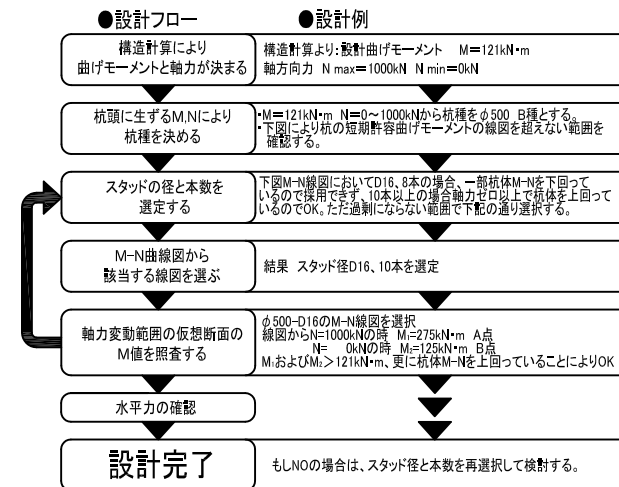 ●設計フロー
●設計例
構造計算により
曲げモーメントと軸力が決まる
構造計算より:設計曲げモーメント M=121kN・m
軸方向力 N max=1000kN N min=0kN
杭頭に生ずるM,Nにより
杭種を決める
・M=121kN・m N=0~1000kNから杭種をφ500 B種とする。
・下図により杭の短期許容曲げモーメントの線図を超えない範囲を
確認する。
スタッドの径と本数を
選定する
下図M-N線図においてD16、8本の場合、一部杭体M-Nを下回って
いるので採用できず、10本以上の場合軸力ゼロ以上で杭体を上回って
いるのでOK。ただ過剰にならない範囲で下記の通り選択する。
M-N曲線図から
該当する線図を選ぶ
結果 スタッド径D16、10本を選定
軸力変動範囲の仮想断面の
M値を照査する
φ500-D16のM-N線図を選択
線図からN=1000kNの時 M₁=275kN・m A点
N= 0kNの時 M₂=125kN・m B点
M₁およびM₂>121kN・m、更に杭体M-Nを上回っていることによりOK
水平力の確認
設計完了
もしNOの場合は、スタッド径と本数を再選択して検討する。